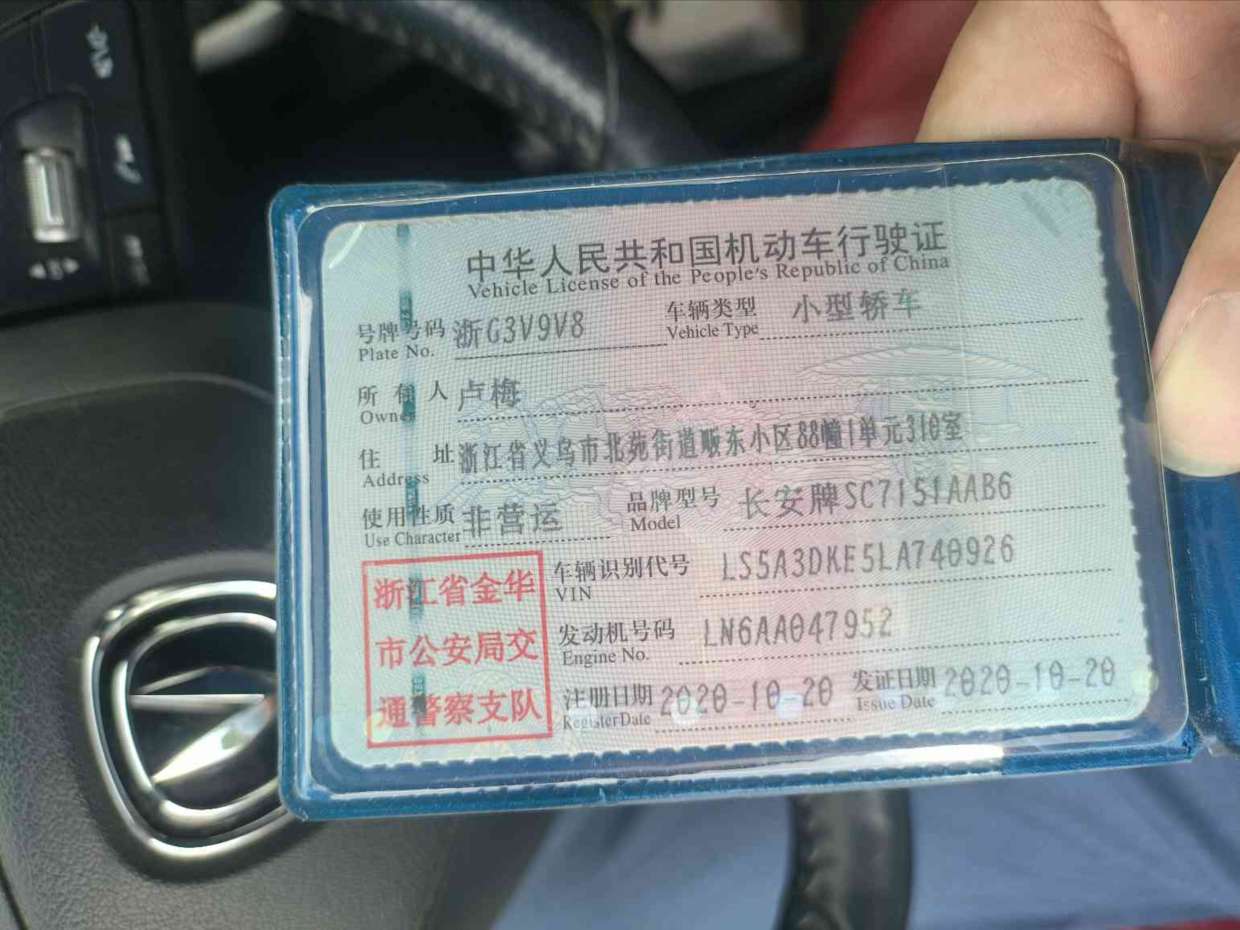 中华人民共和国机动车行驶证
Vehicle License of the People's Republic of China
号牌号码 浙G3V9V8 车辆类型 小型轿车
Plate No. Vehicle Type
所有人 卢梅
Owner
住址 浙江省义乌市北苑街道畈东小区88幢1单元310室
Address
使用性质 非营运 品牌型号 长安牌SC7151AAB6
Use Character Model
车辆识别代号 LS5A3DKE5LA740926
VIN
发动机号码 LN6AA047952
Engine No.
注册日期 2020-10-20 发证日期 2020-10-20
Register Date Issue Date
浙江省金华
市公安局交
通警察支队